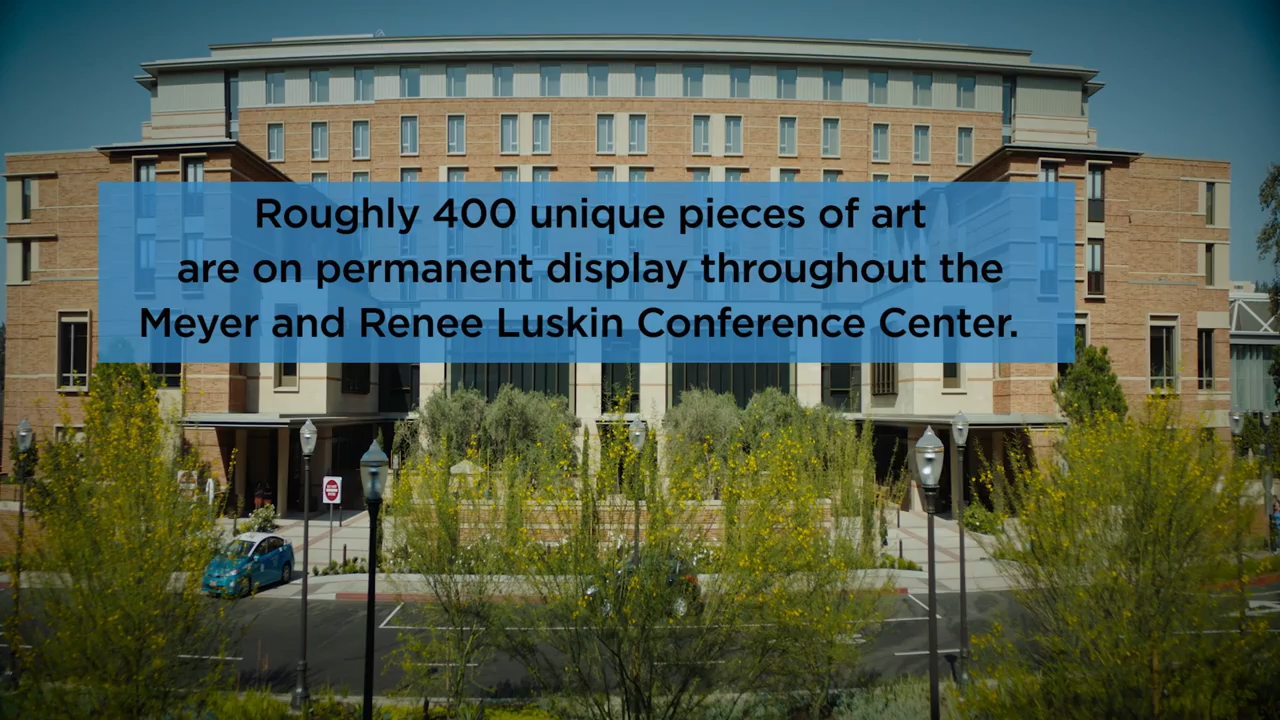 Roughly 400 unique pieces of art
are on permanent display throughout the
Meyer and Renee Luskin Conference Center.